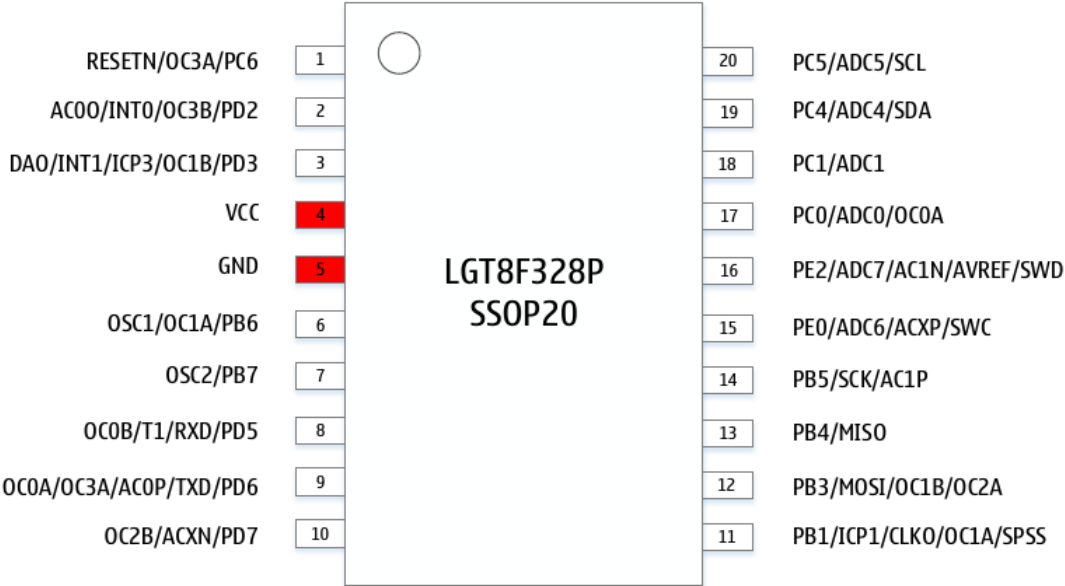 RESETN/OC3A/PC6 1 20 PC5/ADC5/SCL
AC0O/INT0/OC3B/PD2 2 19 PC4/ADC4/SDA
DAO/INT1/ICP3/OC1B/PD3 3 18 PC1/ADC1
VCC 4 17 PC0/ADC0/OC0A
GND 5 16 PE2/ADC7/AC1N/AVREF/SWD
LGT8F328P
SSOP20
OSC1/OC1A/PB6 6 15 PE0/ADC6/ACXP/SWC
OSC2/PB7 7 14 PB5/SCK/AC1P
OC0B/T1/RXD/PD5 8 13 PB4/MISO
OC0A/OC3A/AC0P/TXD/PD6 9 12 PB3/MOSI/OC1B/OC2A
OC2B/ACXN/PD7 10 11 PB1/ICP1/CLKO/OC1A/SPSS